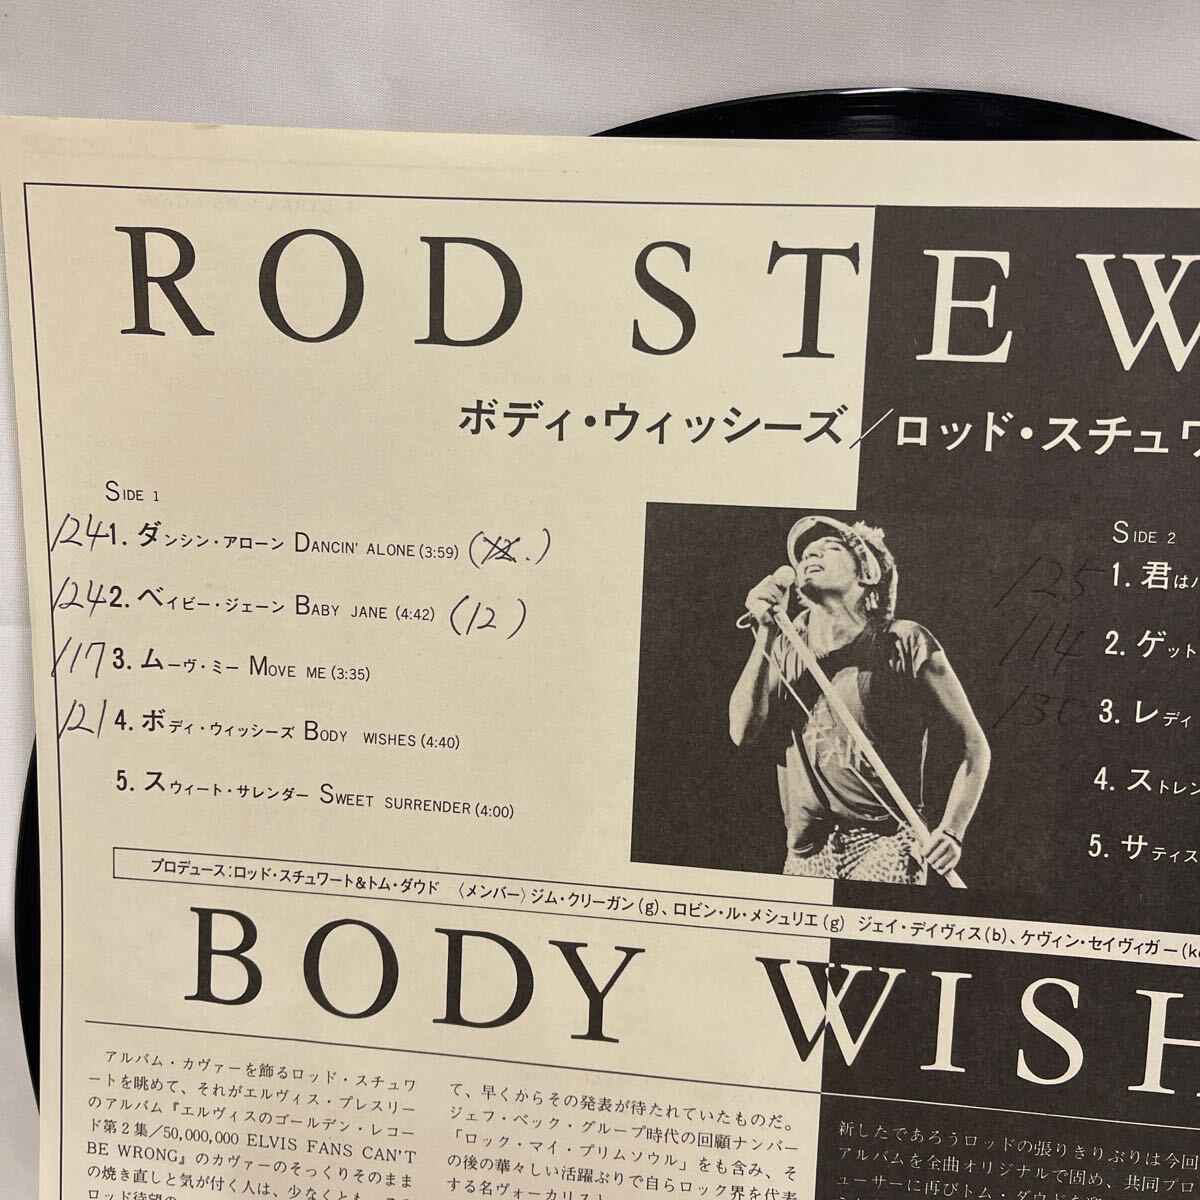 ROD STEW
ボディ・ウィッシーズ/ロッド・スチュワ
SIDE 1
124 1. ダンシン・アローン DANCIN' ALONE (3:59) (12.)
124 2. ベイビー・ジェーン BABY JANE (4:42) (12)
117 3. ムーヴ・ミー MOVE ME (3:35)
121 4. ボディ・ウィッシーズ BODY WISHES (4:40)
5. スウィート・サレンダー SWEET SURRENDER (4:00)
SIDE 2
125 1. 君は
114 2. ゲット
130 3. レディ
4. ストレン
5. サティス
プロデュース:ロッド・スチュワート&トム・ダウド 〈メンバー〉ジム・クリーガン(g)、ロビン・ル・メシュリエ(g) ジェイ・デイヴィス(b)、ケヴィン・セイヴィガー(k
BODY WISH
アルバム・カヴァーを飾るロッド・スチュワ
ートを眺めて、それがエルヴィス・プレスリー
のアルバム『エルヴィスのゴールデン・レコー
ド第2集/50,000,000 ELVIS FANS CAN'T
BE WRONG』のカヴァーのそっくりそのまま
の焼き直しと気が付く人は、少なくとも
ロッド待望の
て、早くからその発表が待たれていたものだ。
ジェフ・ベック・グループ時代の回顧ナンバー
「ロック・マイ・プリムソウル」をも含み、そ
の後の華々しい活躍ぶりで自らロック界を代表
する名ヴォーカリスト
新したであろうロッドの張りきりぶりは今回
アルバムを全曲オリジナルで固め、共同プロ
ューサーに再びトム・ダウド